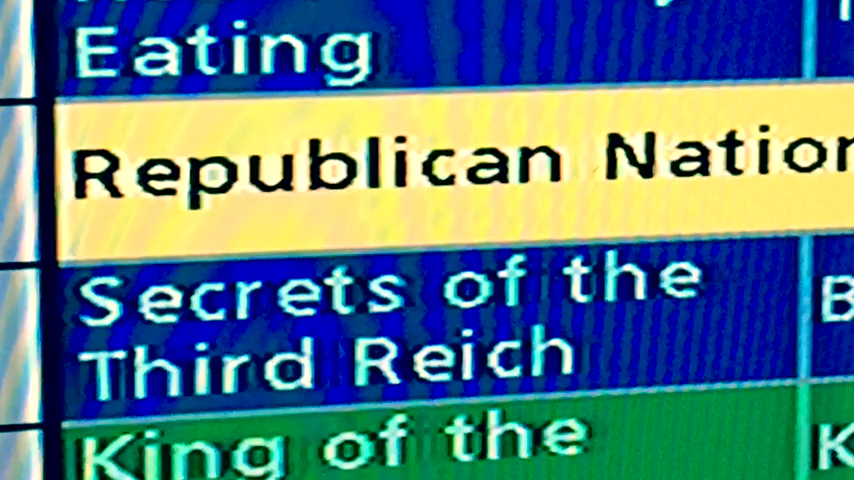 Eating
Republican Nation
Secrets of the
Third Reich
B
King of the
K